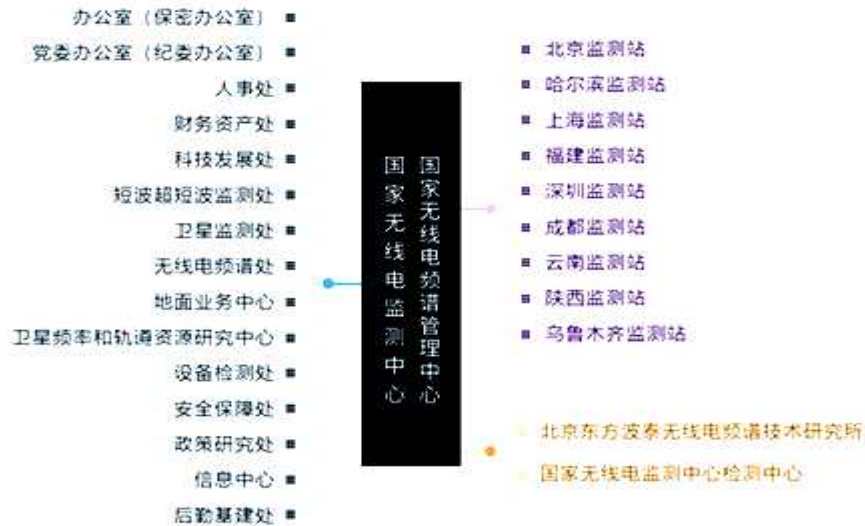 办公室（保密办公室）
党委办公室（纪委办公室）
人事处
财务资产处
科技发展处
短波超短波监测处
卫星监测处
无线电频谱处
地面业务中心
卫星频率和轨道资源研究中心
设备检测处
安全保障处
政策研究处
信息中心
后勤基建处
国家无线电监测中心
国家无线电频谱管理中心
北京监测站
哈尔滨监测站
上海监测站
福建监测站
深圳监测站
成都监测站
云南监测站
陕西监测站
乌鲁木齐监测站
北京东方波泰无线电频谱技术研究所
国家无线电监测中心检测中心